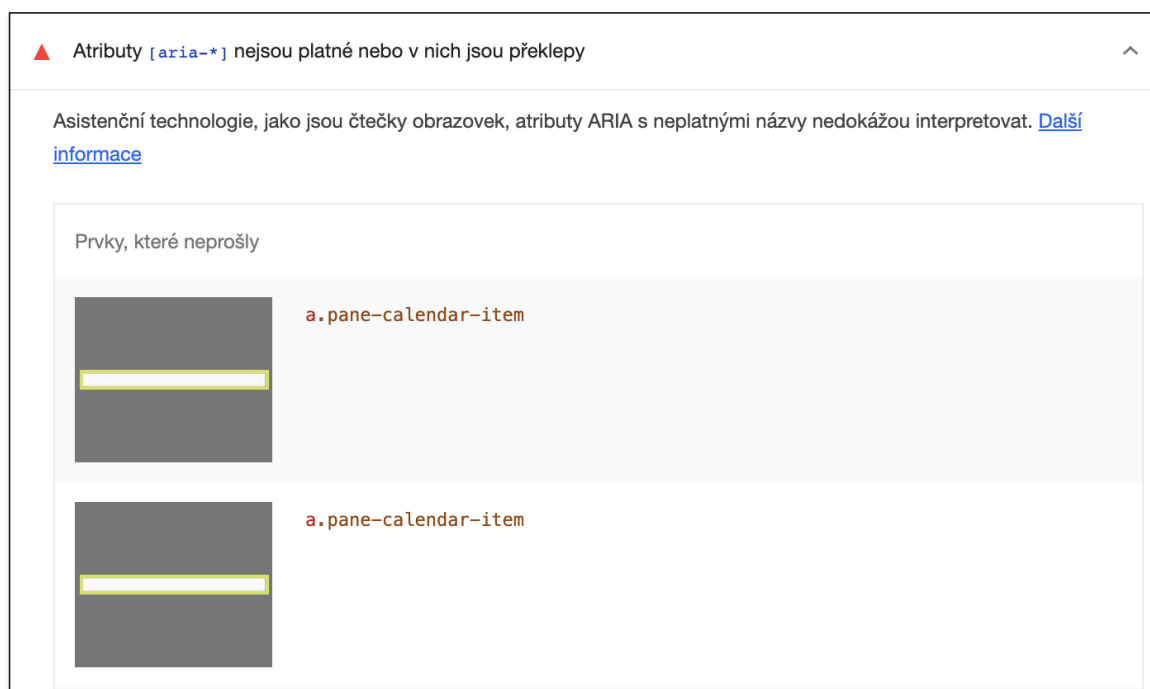 Atributy [aria-*] nejsou platné nebo v nich jsou překlepy
Asistenční technologie, jako jsou čtečky obrazovek, atributy ARIA s neplatnými názvy nedokážou interpretovat. Další
informace
Prvky, které neprošly
a.pane-calendar-item
a.pane-calendar-item